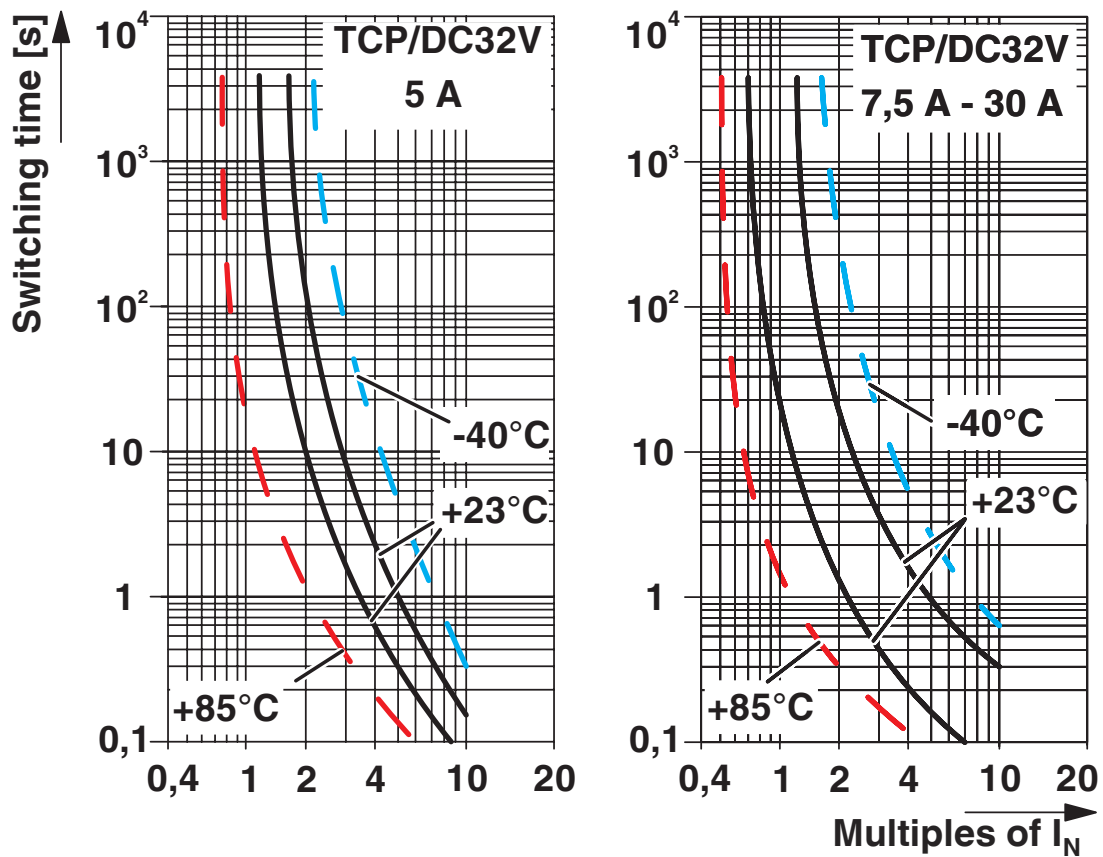 Switching time [s]
TCP/DC32V
5 A
10⁴
10³
10²
10
1
0,1
-40°C
+23°C
+85°C
0,4 1 2 4 10 20
TCP/DC32V
7,5 A - 30 A
10⁴
10³
10²
10
1
0,1
-40°C
+23°C
+85°C
0,4 1 2 4 10 20
Multiples of I_N